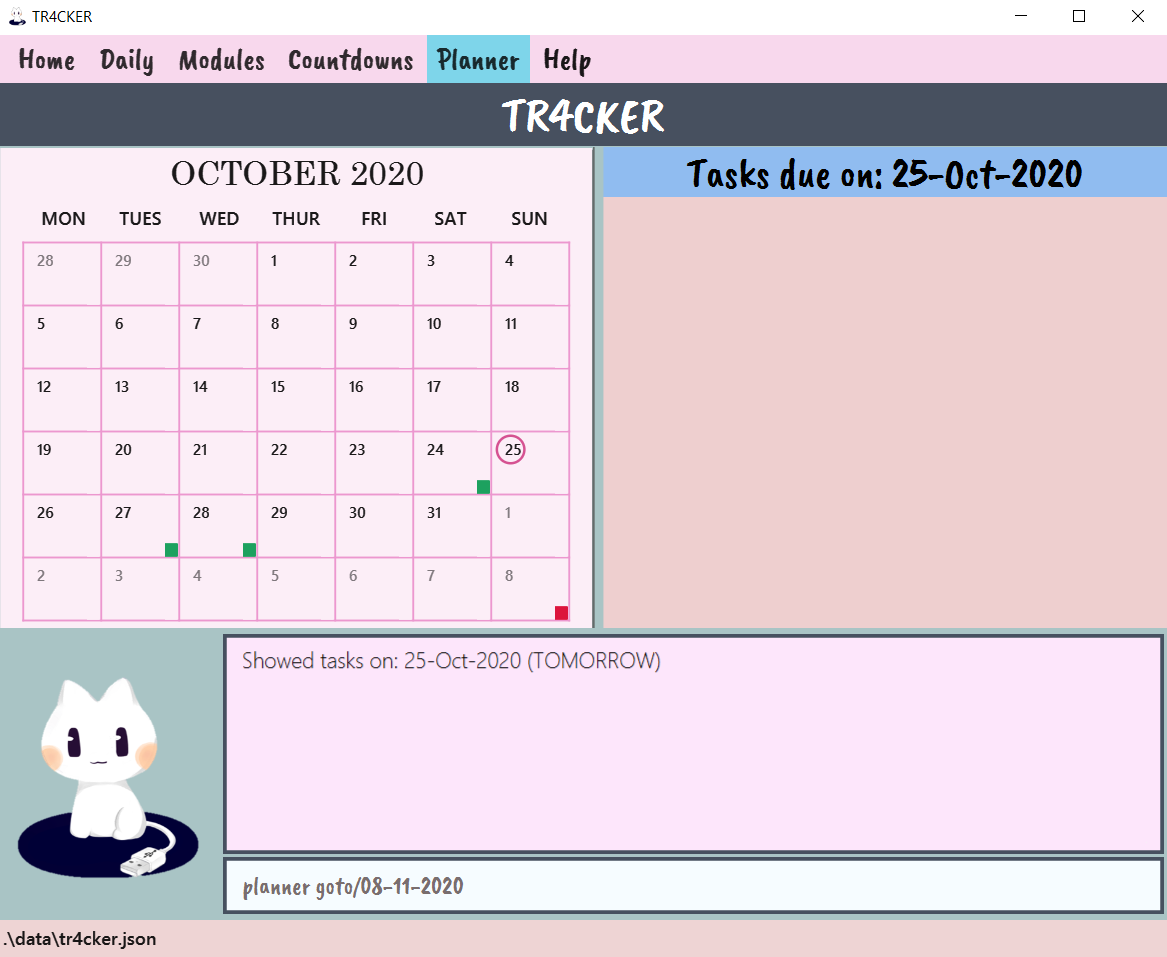 TR4CKER
Home Daily Modules Countdowns Planner Help
TR4CKER
OCTOBER 2020
MON TUES WED THUR FRI SAT SUN
28 29 30 1 2 3 4
5 6 7 8 9 10 11
12 13 14 15 16 17 18
19 20 21 22 23 24 25
26 27 28 29 30 31 1
2 3 4 5 6 7 8
Tasks due on: 25-Oct-2020
Showed tasks on: 25-Oct-2020 (TOMORROW)
planner goto/08-11-2020
.\data\tr4cker.json